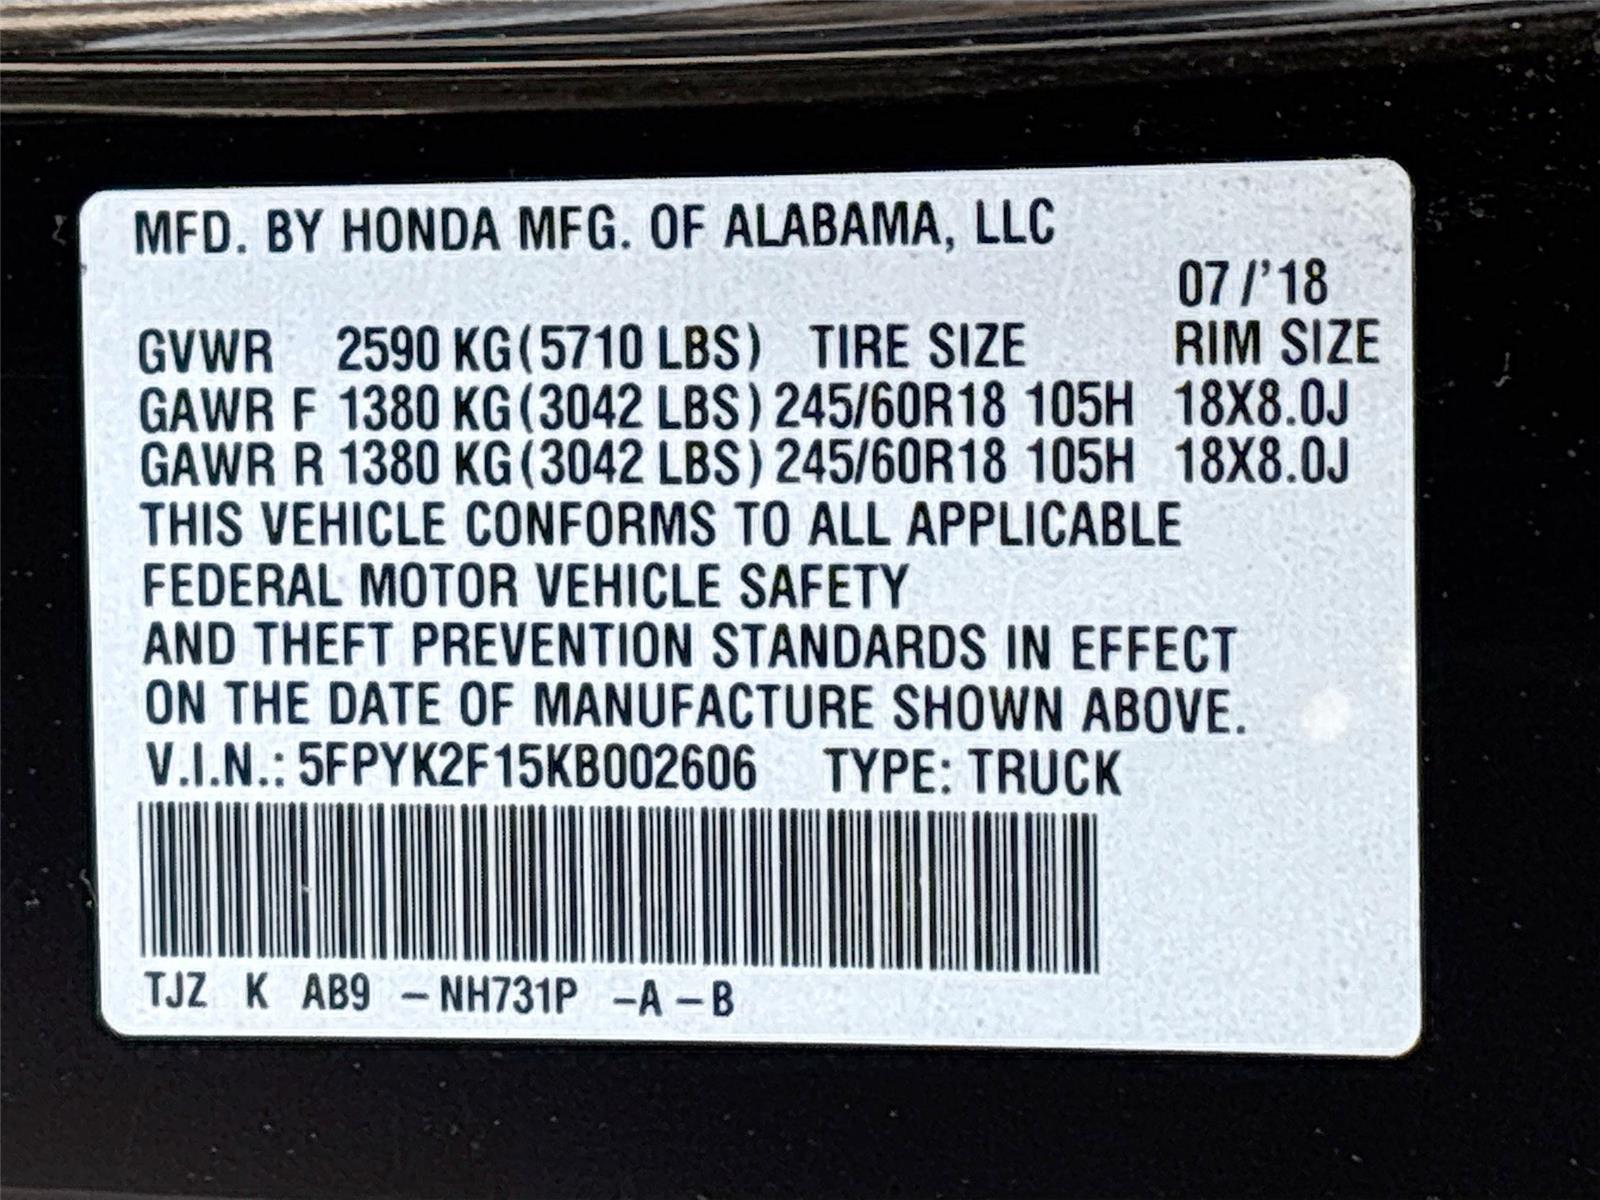 MFD. BY HONDA MFG. OF ALABAMA, LLC
07/'18
GVWR 2590 KG(5710 LBS) TIRE SIZE RIM SIZE
GAWR F 1380 KG(3042 LBS) 245/60R18 105H 18X8.0J
GAWR R 1380 KG(3042 LBS) 245/60R18 105H 18X8.0J
THIS VEHICLE CONFORMS TO ALL APPLICABLE
FEDERAL MOTOR VEHICLE SAFETY
AND THEFT PREVENTION STANDARDS IN EFFECT
ON THE DATE OF MANUFACTURE SHOWN ABOVE.
V.I.N.: 5FPYK2F15KB002606 TYPE: TRUCK
TJZ K AB9 – NH731P –A –B